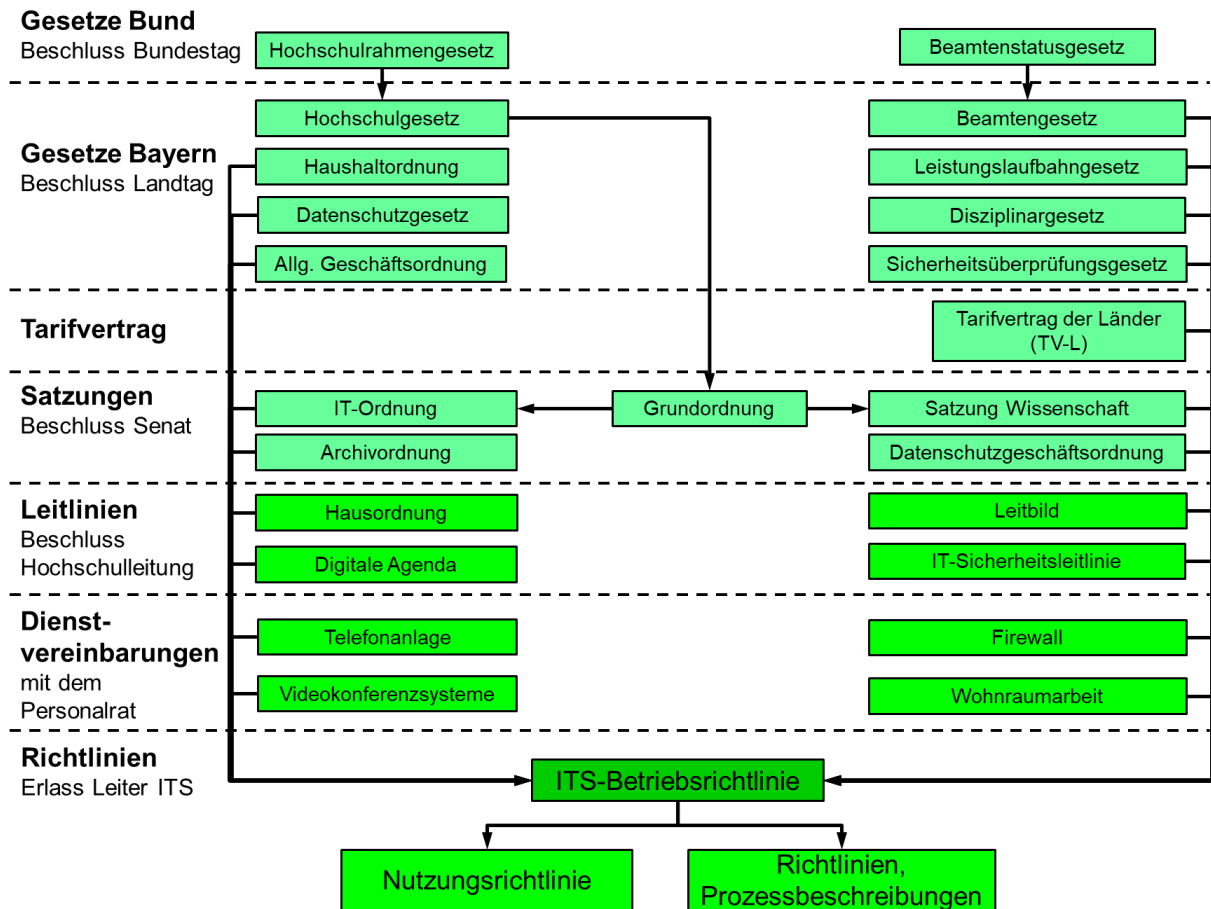 Gesetze Bund
Beschluss Bundestag
Hochschulrahmengesetz
Beamtenstatusgesetz
Gesetze Bayern
Beschluss Landtag
Hochschulgesetz
Beamtengesetz
Haushaltordnung
Leistungslaufbahngesetz
Datenschutzgesetz
Disziplinargesetz
Allg. Geschäftsordnung
Sicherheitsüberprüfungsgesetz
Tarifvertrag
Tarifvertrag der Länder
(TV-L)
Satzungen
Beschluss Senat
IT-Ordnung
Grundordnung
Satzung Wissenschaft
Archivordnung
Datenschutzgeschäftsordnung
Leitlinien
Beschluss
Hochschulleitung
Hausordnung
Leitbild
Digitale Agenda
IT-Sicherheitsleitlinie
Dienst-
vereinbarungen
mit dem
Personalrat
Telefonanlage
Firewall
Videokonferenzsysteme
Wohnraumarbeit
Richtlinien
Erlass Leiter ITS
ITS-Betriebsrichtlinie
Nutzungsrichtlinie
Richtlinien,
Prozessbeschreibungen